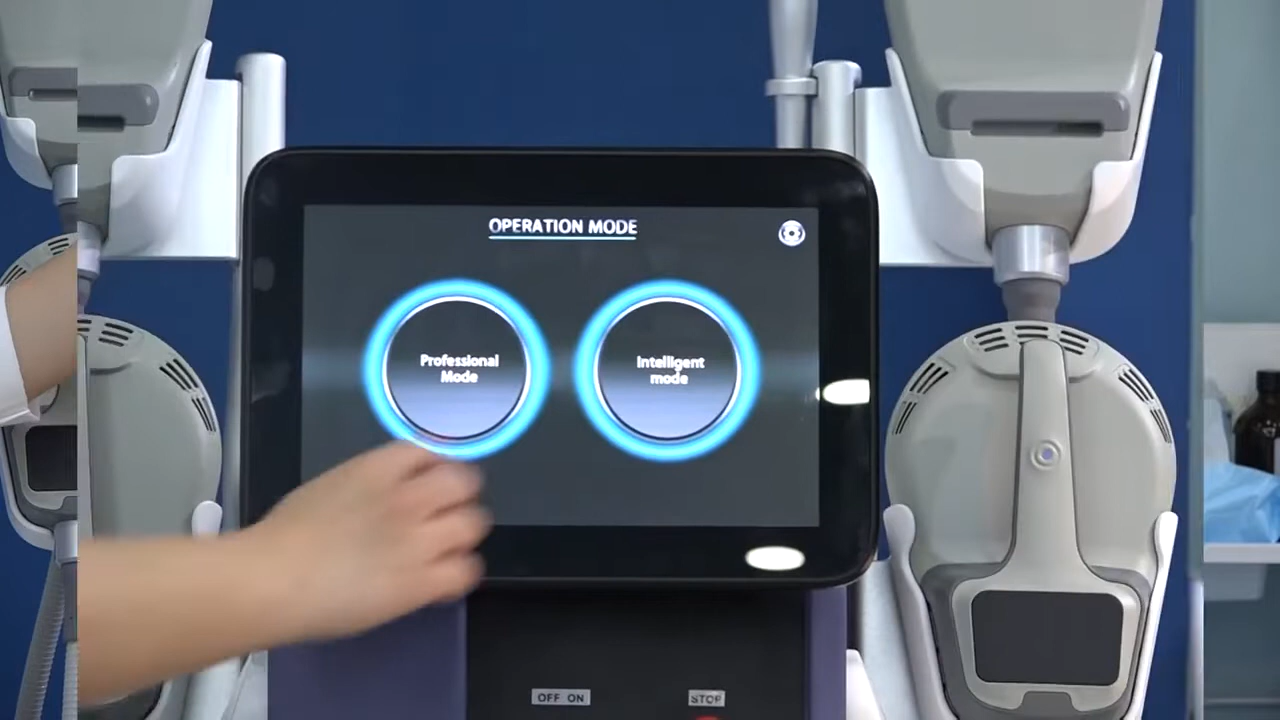 OPERATION MODE
Professional
Mode
Intelligent
mode
OFF ON
STOP